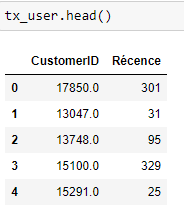 tx_user.head()
CustomerID Récence
0 17850.0 301
1 13047.0 31
2 13748.0 95
3 15100.0 329
4 15291.0 25